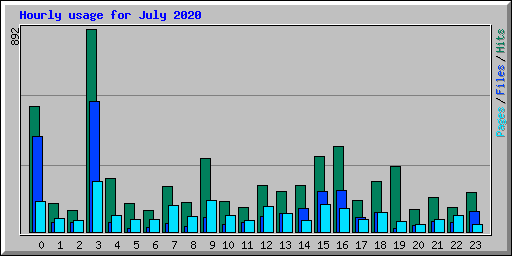 Hourly usage for July 2020
892
Pages/Files/Hits
0 1 2 3 4 5 6 7 8 9 10 11 12 13 14 15 16 17 18 19 20 21 22 23